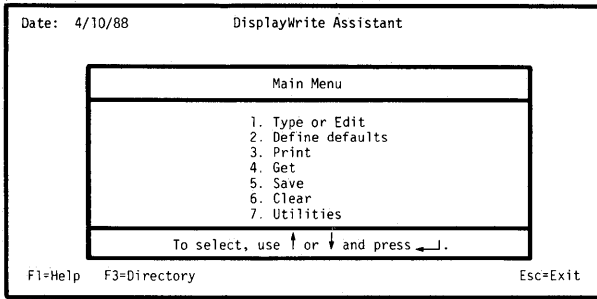 Date: 4/10/88 DisplayWrite Assistant
Main Menu
1. Type or Edit
2. Define defaults
3. Print
4. Get
5. Save
6. Clear
7. Utilities
To select, use ↑ or ↓ and press ↵.
F1=Help F3=Directory Esc=Exit